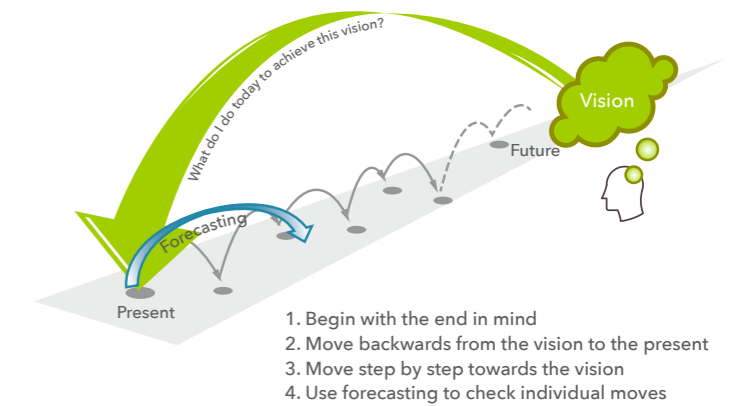 What do I do today to achieve this vision?
Vision
Future
Forecasting
Present
1. Begin with the end in mind
2. Move backwards from the vision to the present
3. Move step by step towards the vision
4. Use forecasting to check individual moves